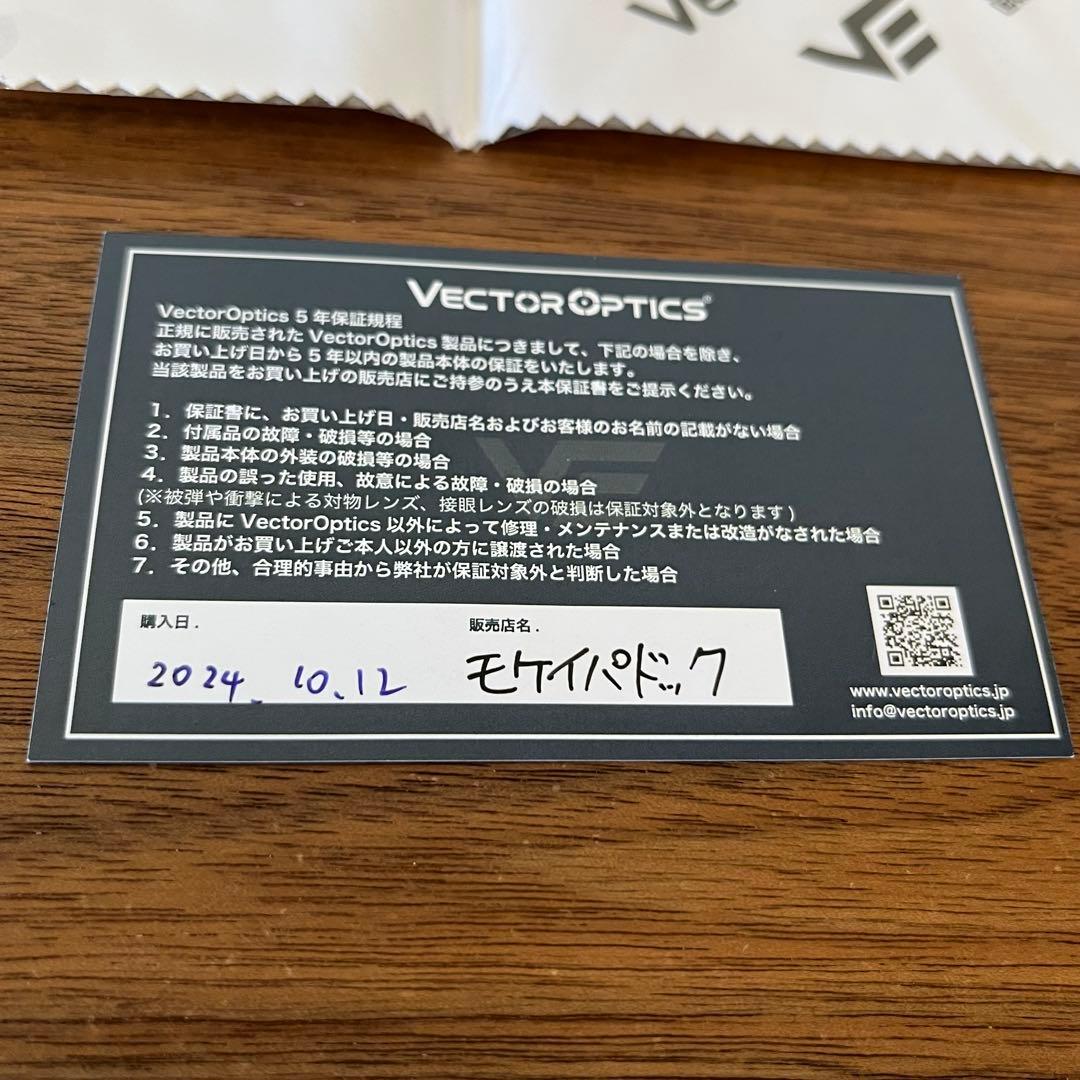 VE
VE
VECTOR OPTICS®
VectorOptics 5年保証規程
正規に販売された VectorOptics 製品につきまして、下記の場合を除き、
お買い上げ日から5年以内の製品本体の保証をいたします。
当該製品をお買い上げの販売店にご持参のうえ本保証書をご提示ください。
1. 保証書に、お買い上げ日・販売店名およびお客様のお名前の記載がない場合
2. 付属品の故障・破損等の場合
3. 製品本体の外装の破損等の場合
4. 製品の誤った使用、故意による故障・破損の場合
(※被弾や衝撃による対物レンズ、接眼レンズの破損は保証対象外となります)
5. 製品に VectorOptics 以外によって修理・メンテナンスまたは改造がなされた場合
6. 製品がお買い上げご本人以外の方に譲渡された場合
7. その他、合理的事由から弊社が保証対象外と判断した場合
購入日.
2024.10.12
販売店名.
モケイパドック
www.vectoroptics.jp
info@vectoroptics.jp